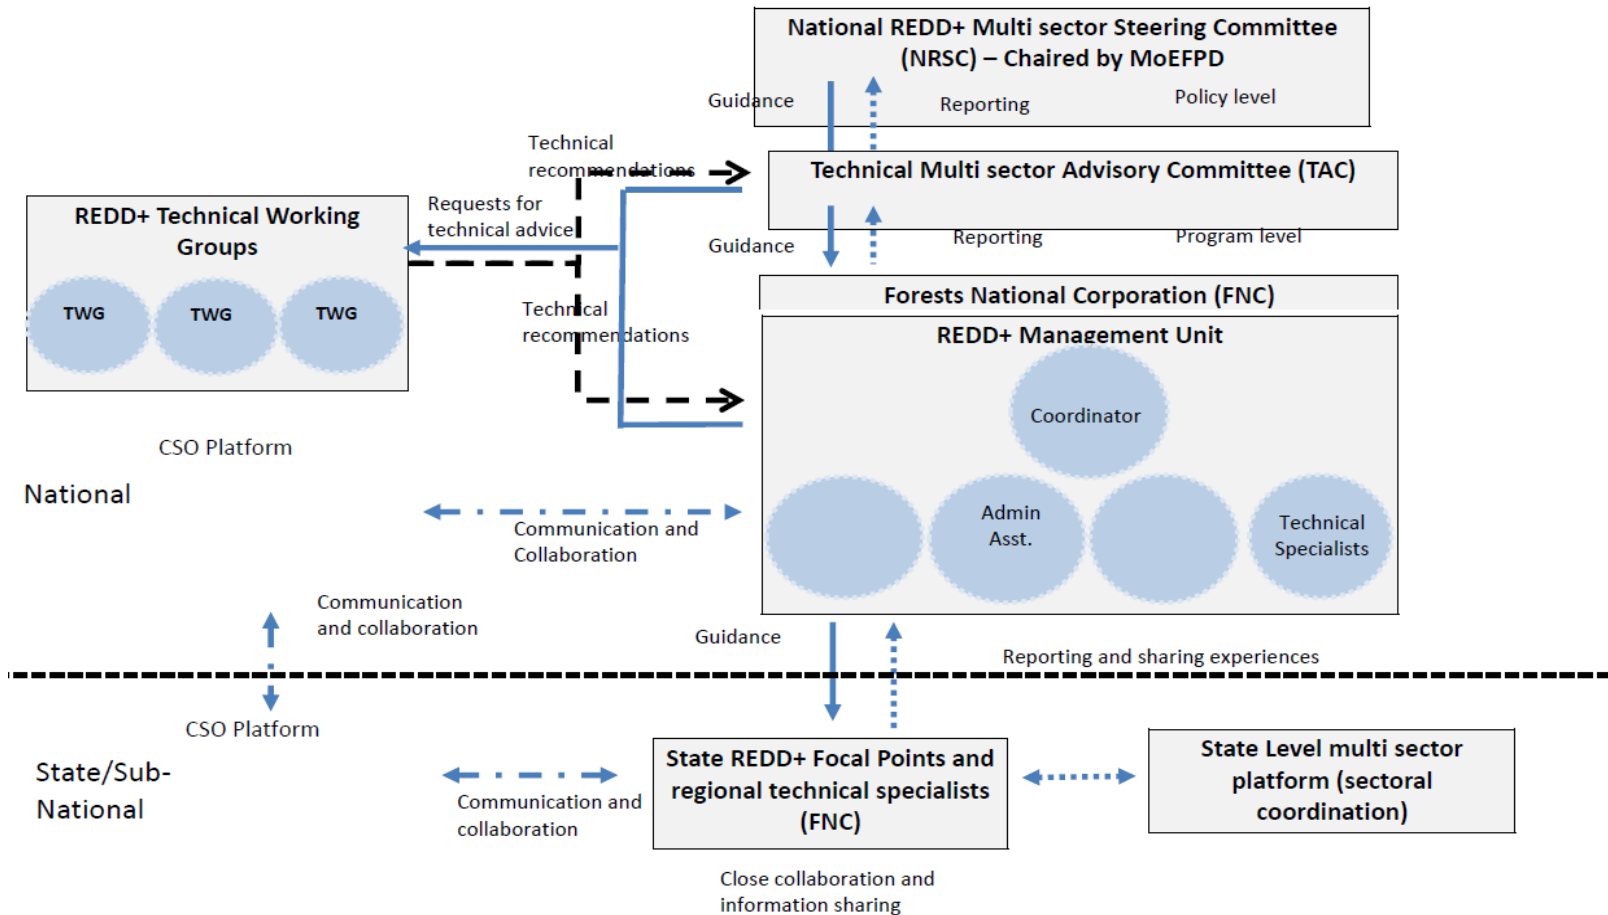 National REDD+ Multi sector Steering Committee
(NRSC) – Chaired by MoEFPD
Guidance
Reporting
Policy level
Technical
recommendations
Technical Multi sector Advisory Committee (TAC)
REDD+ Technical Working
Groups
Requests for
technical advice
Guidance
Reporting
Program level
TWG
TWG
TWG
Technical
recommendations
Forests National Corporation (FNC)
REDD+ Management Unit
Coordinator
CSO Platform
National
Admin
Asst.
Technical
Specialists
Communication and
Collaboration
Communication
and collaboration
Guidance
Reporting and sharing experiences
CSO Platform
State/Sub-
National
Communication and
collaboration
State REDD+ Focal Points and
regional technical specialists
(FNC)
State Level multi sector
platform (sectoral
coordination)
Close collaboration and
information sharing